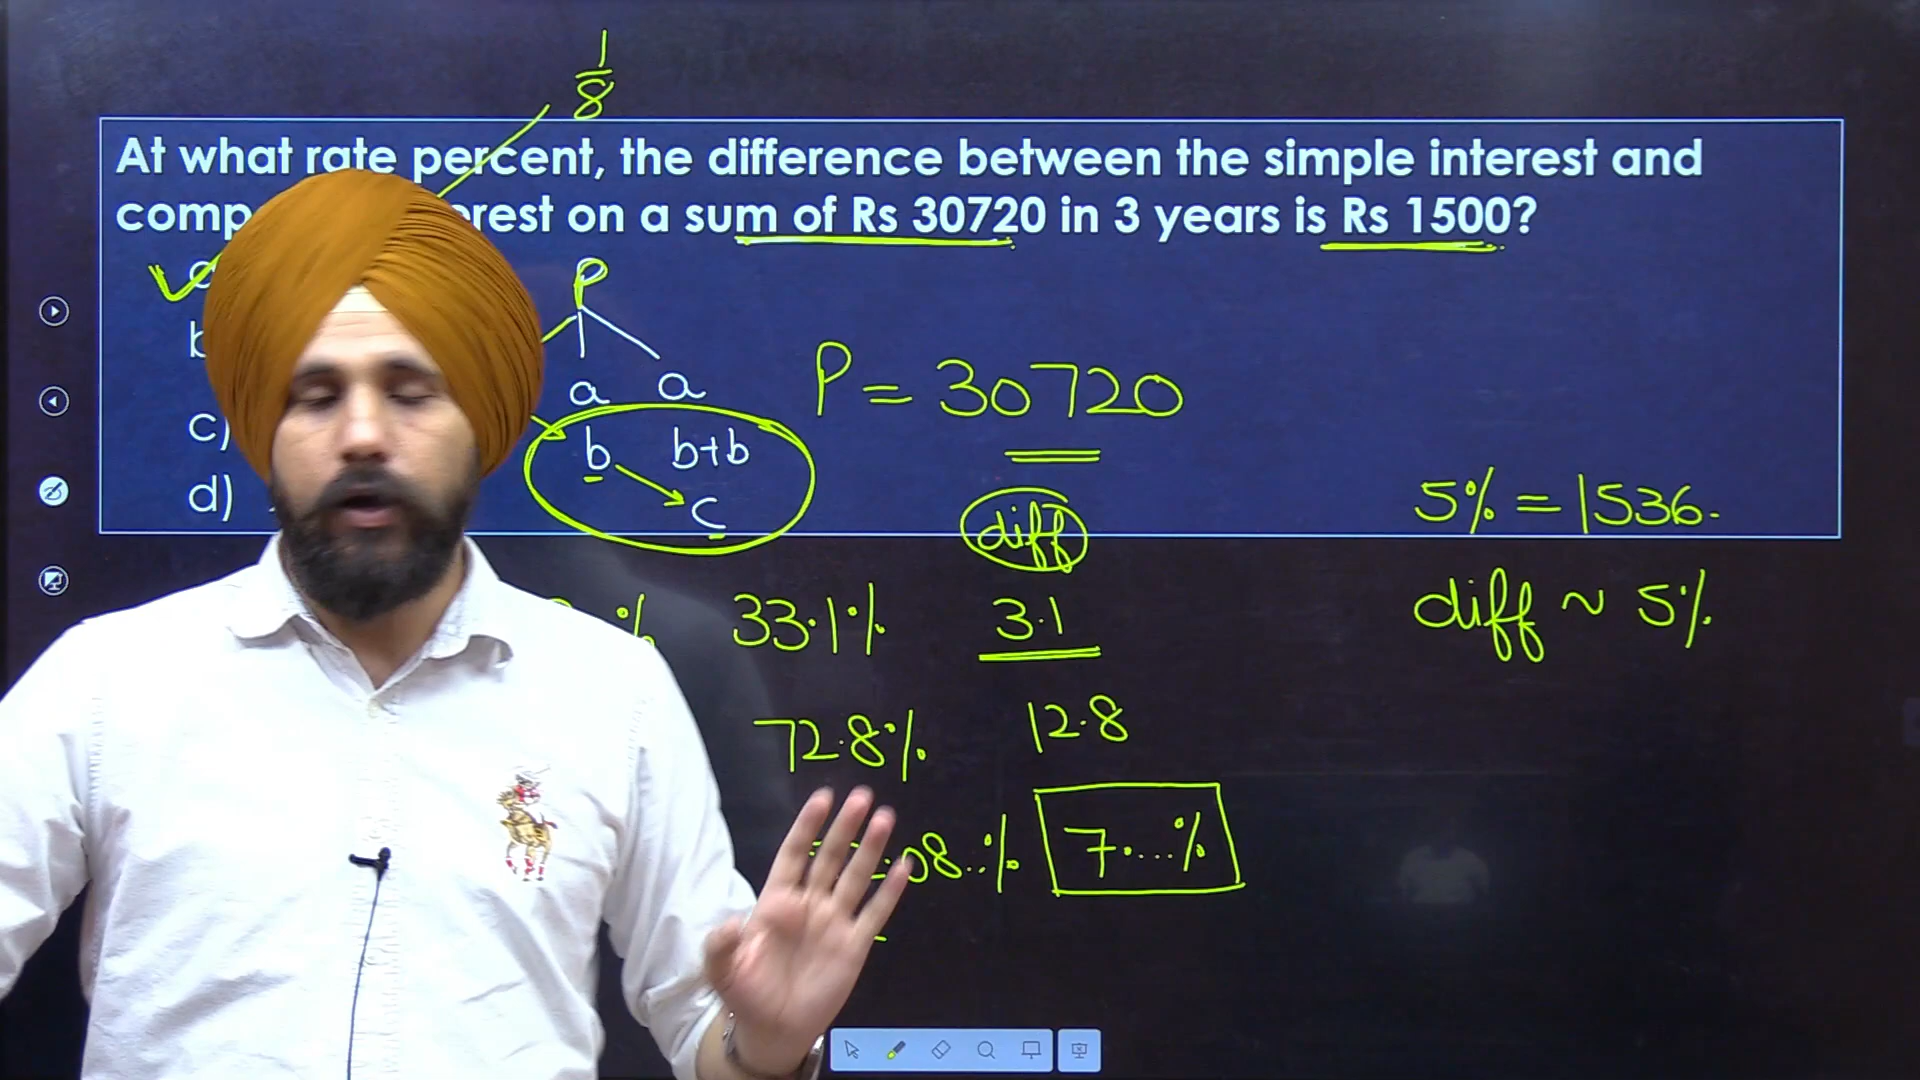 1
8
At what rate percent, the difference between the simple interest and
comp erest on a sum of Rs 30720 in 3 years is Rs 1500?
P
a a
b b+b
c
c)
d)
P = 30720
diff
5% = 1536.
diff ~ 5%
% 33.1% 3.1
72.8% 12.8
08..% 7....%